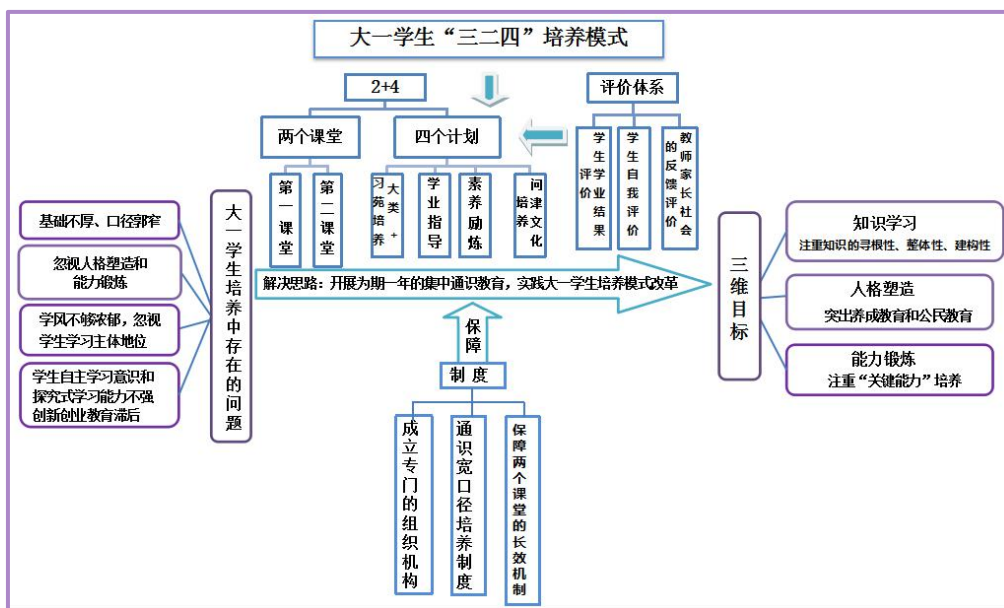 大一学生“三二四”培养模式
2+4
评价体系
两个课堂
四个计划
第一课堂
第二课堂
大类+
习苑培养
学业指导
素养励炼
问津文化
培养
学生学业结果
评价
学生自我评价
教师家长社会
的反馈评价
大一学生培养中存在的问题
基础不厚、口径郭窄
忽视人格塑造和
能力锻炼
学风不够浓郁，忽视
学生学习主体地位
学生自主学习意识和
探究式学习能力不强
创新创业教育滞后
解决思路：开展为期一年的集中通识教育，实践大一学生培养模式改革
三维目标
知识学习
注重知识的寻根性、整体性、建构性
人格塑造
突出养成教育和公民教育
能力锻炼
注重“关键能力”培养
保障
制度
成立专门的组织机构
通识宽口径培养制度
保障两个课堂的长效机制